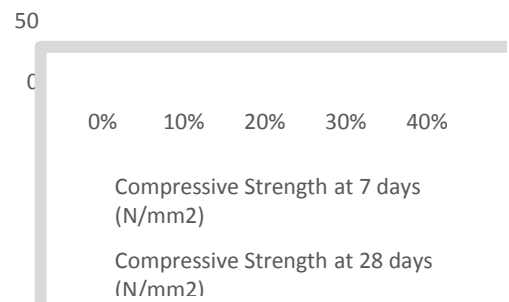 50
0
0% 10% 20% 30% 40%
Compressive Strength at 7 days
(N/mm2)
Compressive Strength at 28 days
(N/mm2)